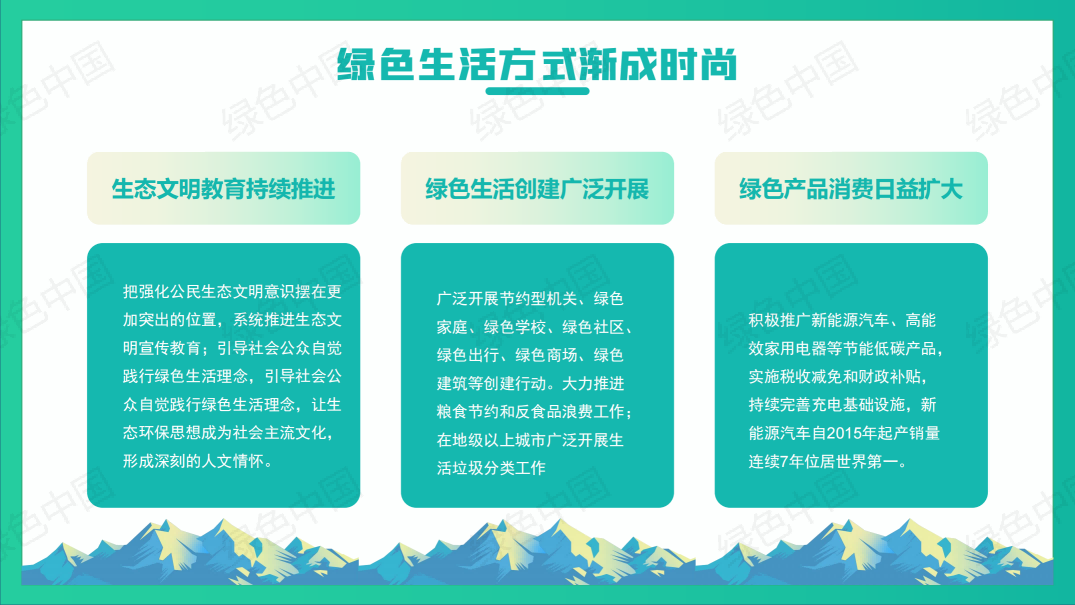 绿色生活方式渐成时尚
生态文明教育持续推进
把强化公民生态文明意识摆在更
加突出的位置，系统推进生态文
明宣传教育；引导社会公众自觉
践行绿色生活理念，引导社会公
众自觉践行绿色生活理念，让生
态环保思想成为社会主流文化，
形成深刻的人文情怀。
绿色生活创建广泛开展
广泛开展节约型机关、绿色
家庭、绿色学校、绿色社区、
绿色出行、绿色商场、绿色
建筑等创建行动。大力推进
粮食节约和反食品浪费工作；
在地级以上城市广泛开展生
活垃圾分类工作
绿色产品消费日益扩大
积极推广新能源汽车、高能
效家用电器等节能低碳产品，
实施税收减免和财政补贴，
持续完善充电基础设施，新
能源汽车自2015年起产销量
连续7年位居世界第一。
绿色中国